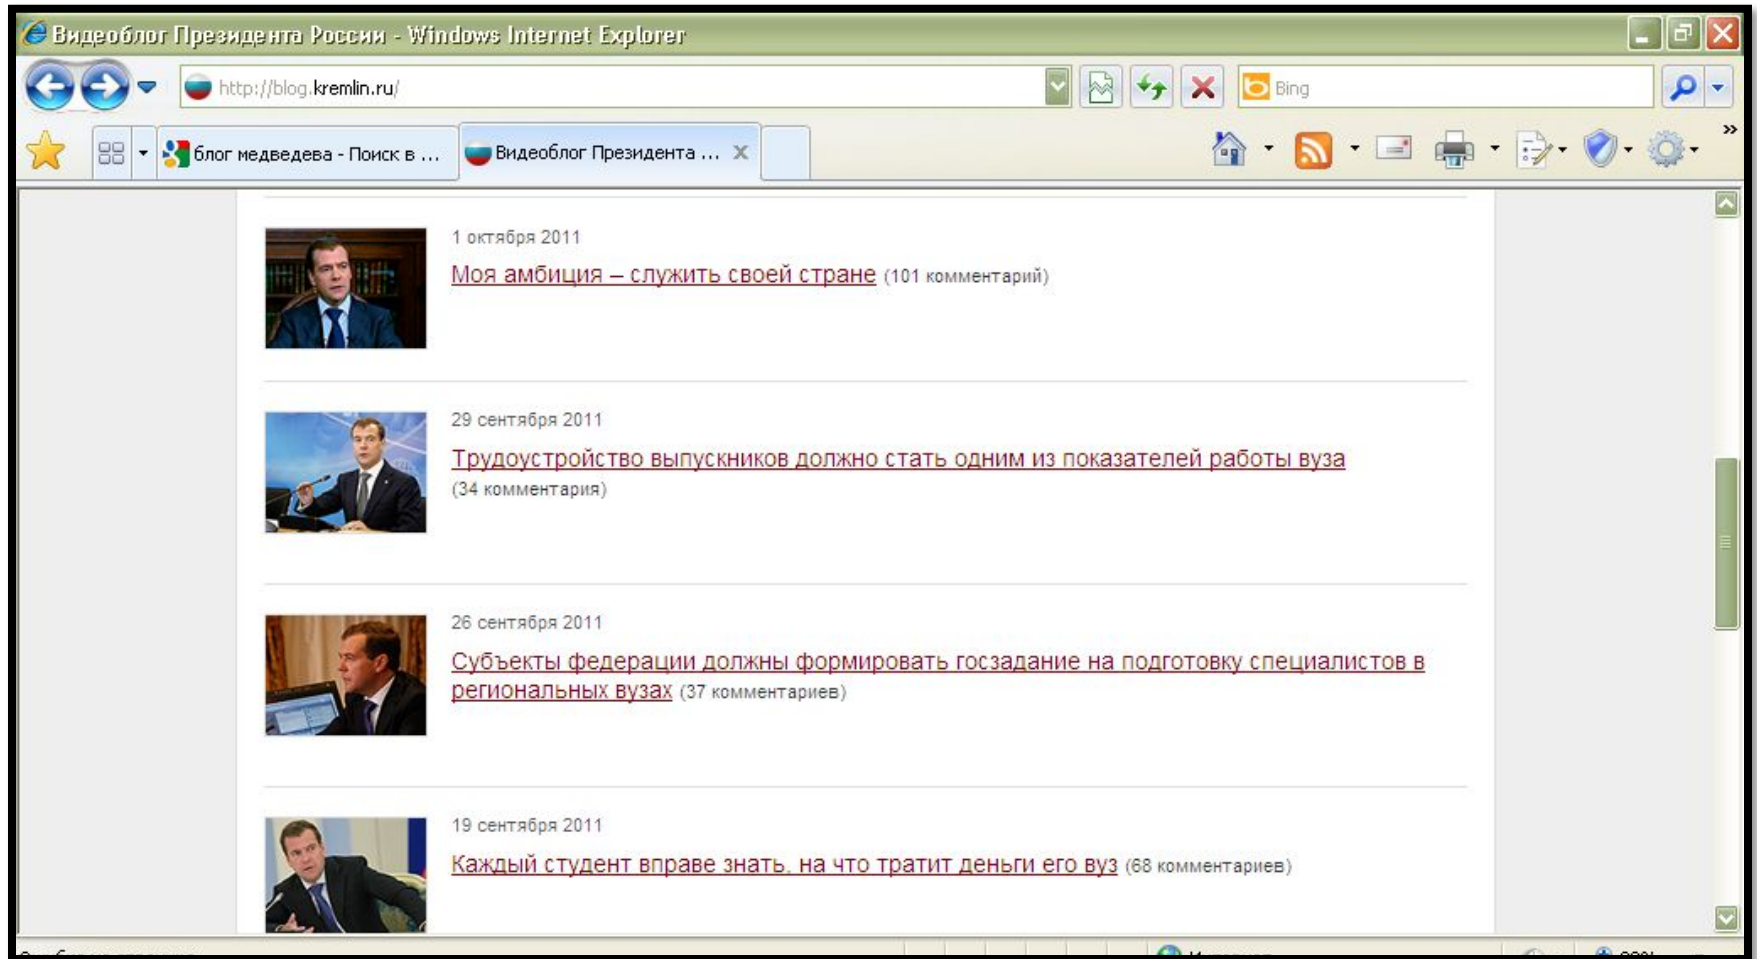 Видеоблог Президента России - Windows Internet Explorer
http://blog.kremlin.ru/
Bing
блог медведева - Поиск в ...
Видеоблог Президента ...
1 октября 2011
Моя амбиция – служить своей стране (101 комментарий)
29 сентября 2011
Трудоустройство выпускников должно стать одним из показателей работы вуза
(34 комментария)
26 сентября 2011
Субъекты федерации должны формировать госзадание на подготовку специалистов в
региональных вузах (37 комментариев)
19 сентября 2011
Каждый студент вправе знать, на что тратит деньги его вуз (68 комментариев)